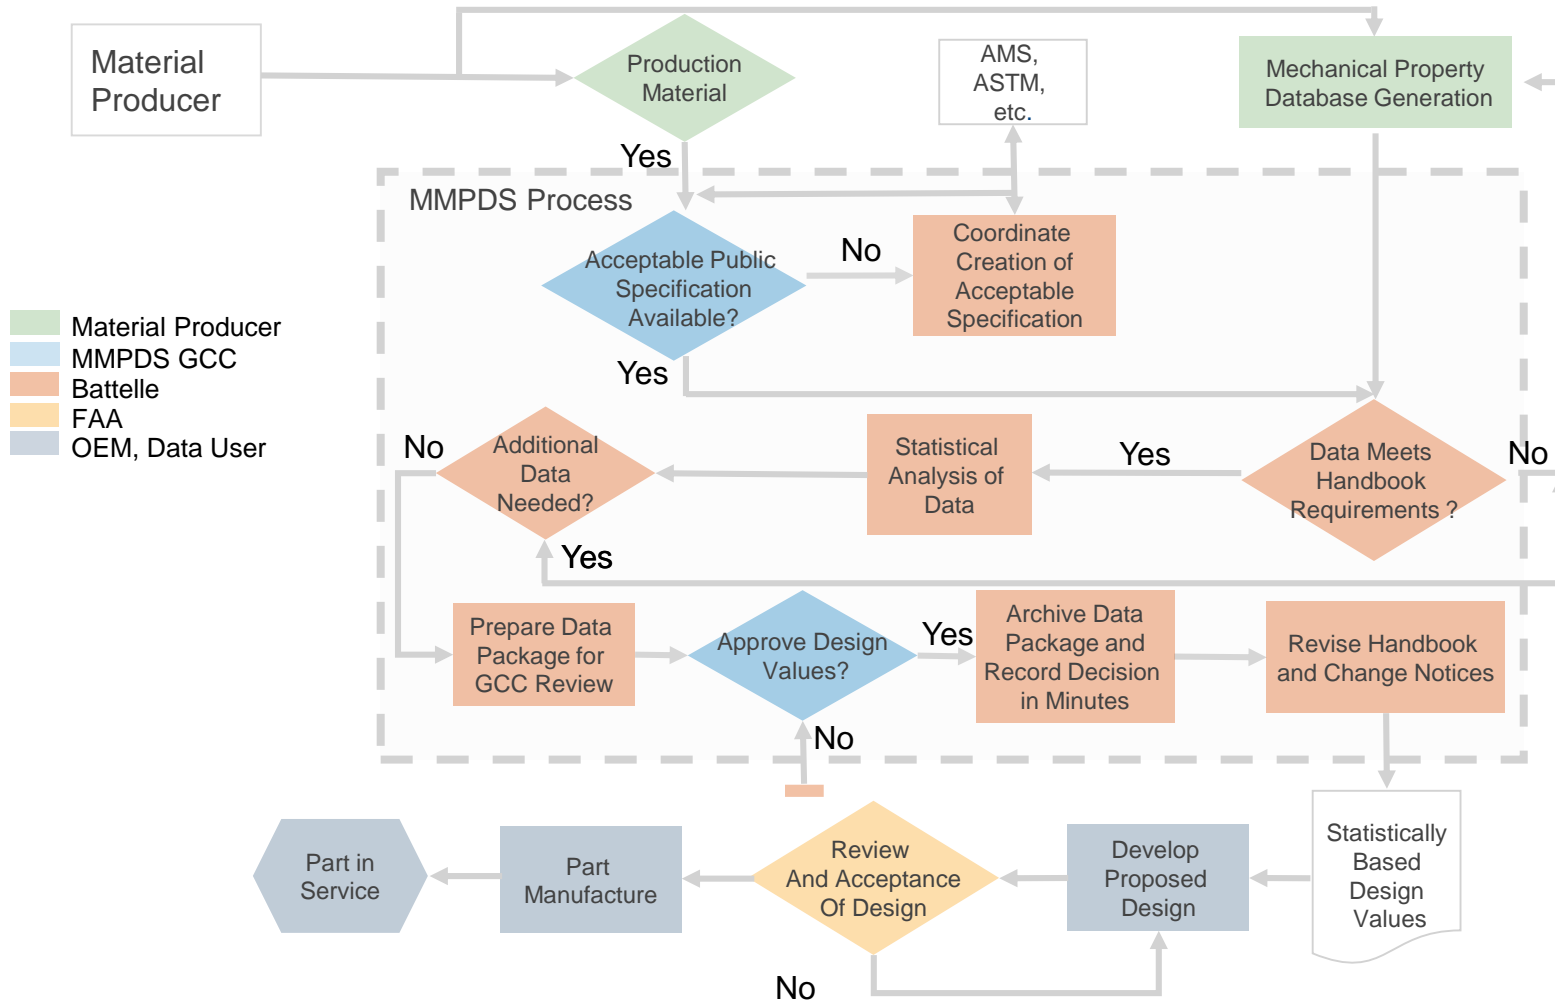 Material
Producer
Production
Material
AMS,
ASTM,
etc.
Mechanical Property
Database Generation
Yes
MMPDS Process
Acceptable Public
Specification
Available?
No
Coordinate
Creation of
Acceptable
Specification
Material Producer
MMPDS GCC
Battelle
FAA
OEM, Data User
Yes
No
Additional
Data
Needed?
Statistical
Analysis of
Data
Yes
Data Meets
Handbook
Requirements ?
No
Yes
Prepare Data
Package for
GCC Review
Approve Design
Values?
Yes
Archive Data
Package and
Record Decision
in Minutes
Revise Handbook
and Change Notices
No
Part in
Service
Part
Manufacture
Review
And Acceptance
Of Design
Develop
Proposed
Design
Statistically
Based
Design
Values
No